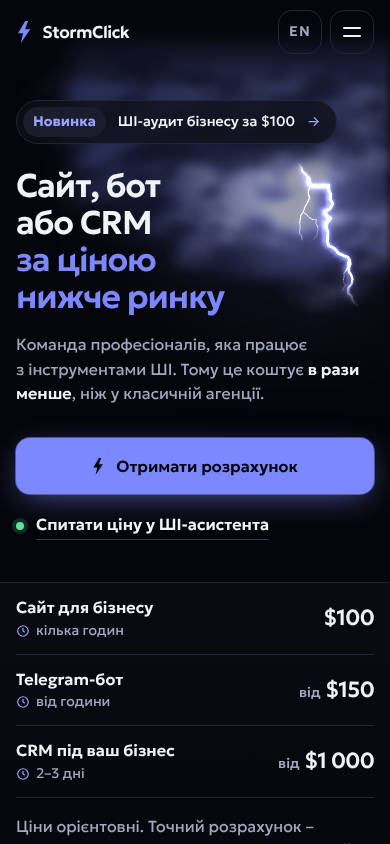 StormClick
EN
Новинка ШІ-аудит бізнесу за $100 →
Сайт, бот
або CRM
за ціною
нижче ринку
Команда професіоналів, яка працює
з інструментами ШІ. Тому це коштує в рази
менше, ніж у класичній агенції.
Отримати розрахунок
Спитати ціну у ШІ-асистента
Сайт для бізнесу
$100
кілька годин
Telegram-бот
від $150
від години
CRM під ваш бізнес
від $1 000
2–3 дні
Ціни орієнтовні. Точний розрахунок –